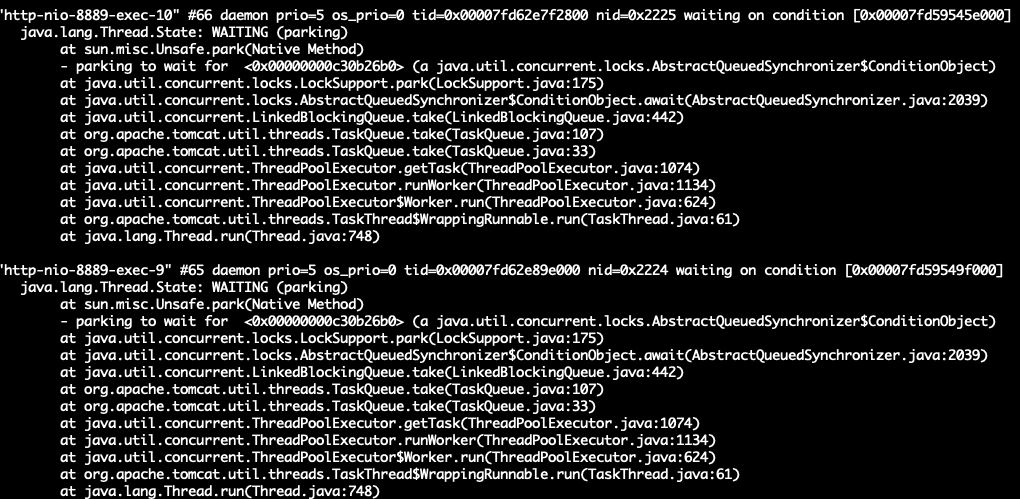 "http-nio-8889-exec-10" #66 daemon prio=5 os_prio=0 tid=0x00007fd62e7f2800 nid=0x2225 waiting on condition [0x00007fd59545e000]
java.lang.Thread.State: WAITING (parking)
at sun.misc.Unsafe.park(Native Method)
- parking to wait for <0x00000000c30b26b0> (a java.util.concurrent.locks.AbstractQueuedSynchronizer$ConditionObject)
at java.util.concurrent.locks.LockSupport.park(LockSupport.java:175)
at java.util.concurrent.locks.AbstractQueuedSynchronizer$ConditionObject.await(AbstractQueuedSynchronizer.java:2039)
at java.util.concurrent.LinkedBlockingQueue.take(LinkedBlockingQueue.java:442)
at org.apache.tomcat.util.threads.TaskQueue.take(TaskQueue.java:107)
at org.apache.tomcat.util.threads.TaskQueue.take(TaskQueue.java:33)
at java.util.concurrent.ThreadPoolExecutor.getTask(ThreadPoolExecutor.java:1074)
at java.util.concurrent.ThreadPoolExecutor.runWorker(ThreadPoolExecutor.java:1134)
at java.util.concurrent.ThreadPoolExecutor$Worker.run(ThreadPoolExecutor.java:624)
at org.apache.tomcat.util.threads.TaskThread$WrappingRunnable.run(TaskThread.java:61)
at java.lang.Thread.run(Thread.java:748)
"http-nio-8889-exec-9" #65 daemon prio=5 os_prio=0 tid=0x00007fd62e89e000 nid=0x2224 waiting on condition [0x00007fd59549f000]
java.lang.Thread.State: WAITING (parking)
at sun.misc.Unsafe.park(Native Method)
- parking to wait for <0x00000000c30b26b0> (a java.util.concurrent.locks.AbstractQueuedSynchronizer$ConditionObject)
at java.util.concurrent.locks.LockSupport.park(LockSupport.java:175)
at java.util.concurrent.locks.AbstractQueuedSynchronizer$ConditionObject.await(AbstractQueuedSynchronizer.java:2039)
at java.util.concurrent.LinkedBlockingQueue.take(LinkedBlockingQueue.java:442)
at org.apache.tomcat.util.threads.TaskQueue.take(TaskQueue.java:107)
at org.apache.tomcat.util.threads.TaskQueue.take(TaskQueue.java:33)
at java.util.concurrent.ThreadPoolExecutor.getTask(ThreadPoolExecutor.java:1074)
at java.util.concurrent.ThreadPoolExecutor.runWorker(ThreadPoolExecutor.java:1134)
at java.util.concurrent.ThreadPoolExecutor$Worker.run(ThreadPoolExecutor.java:624)
at org.apache.tomcat.util.threads.TaskThread$WrappingRunnable.run(TaskThread.java:61)
at java.lang.Thread.run(Thread.java:748)